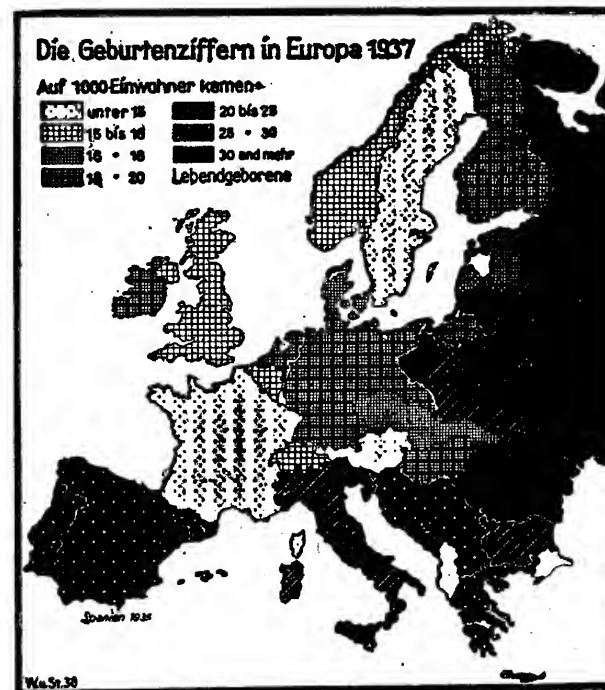 Die Geburtenziffern in Europa 1937
Auf 1000 Einwohner kamen
unter 15
15 bis 16
16 " 18
18 " 20
20 bis 25
25 " 30
30 und mehr
Lebendgeborene
Spanien 1935
W.u.St.38